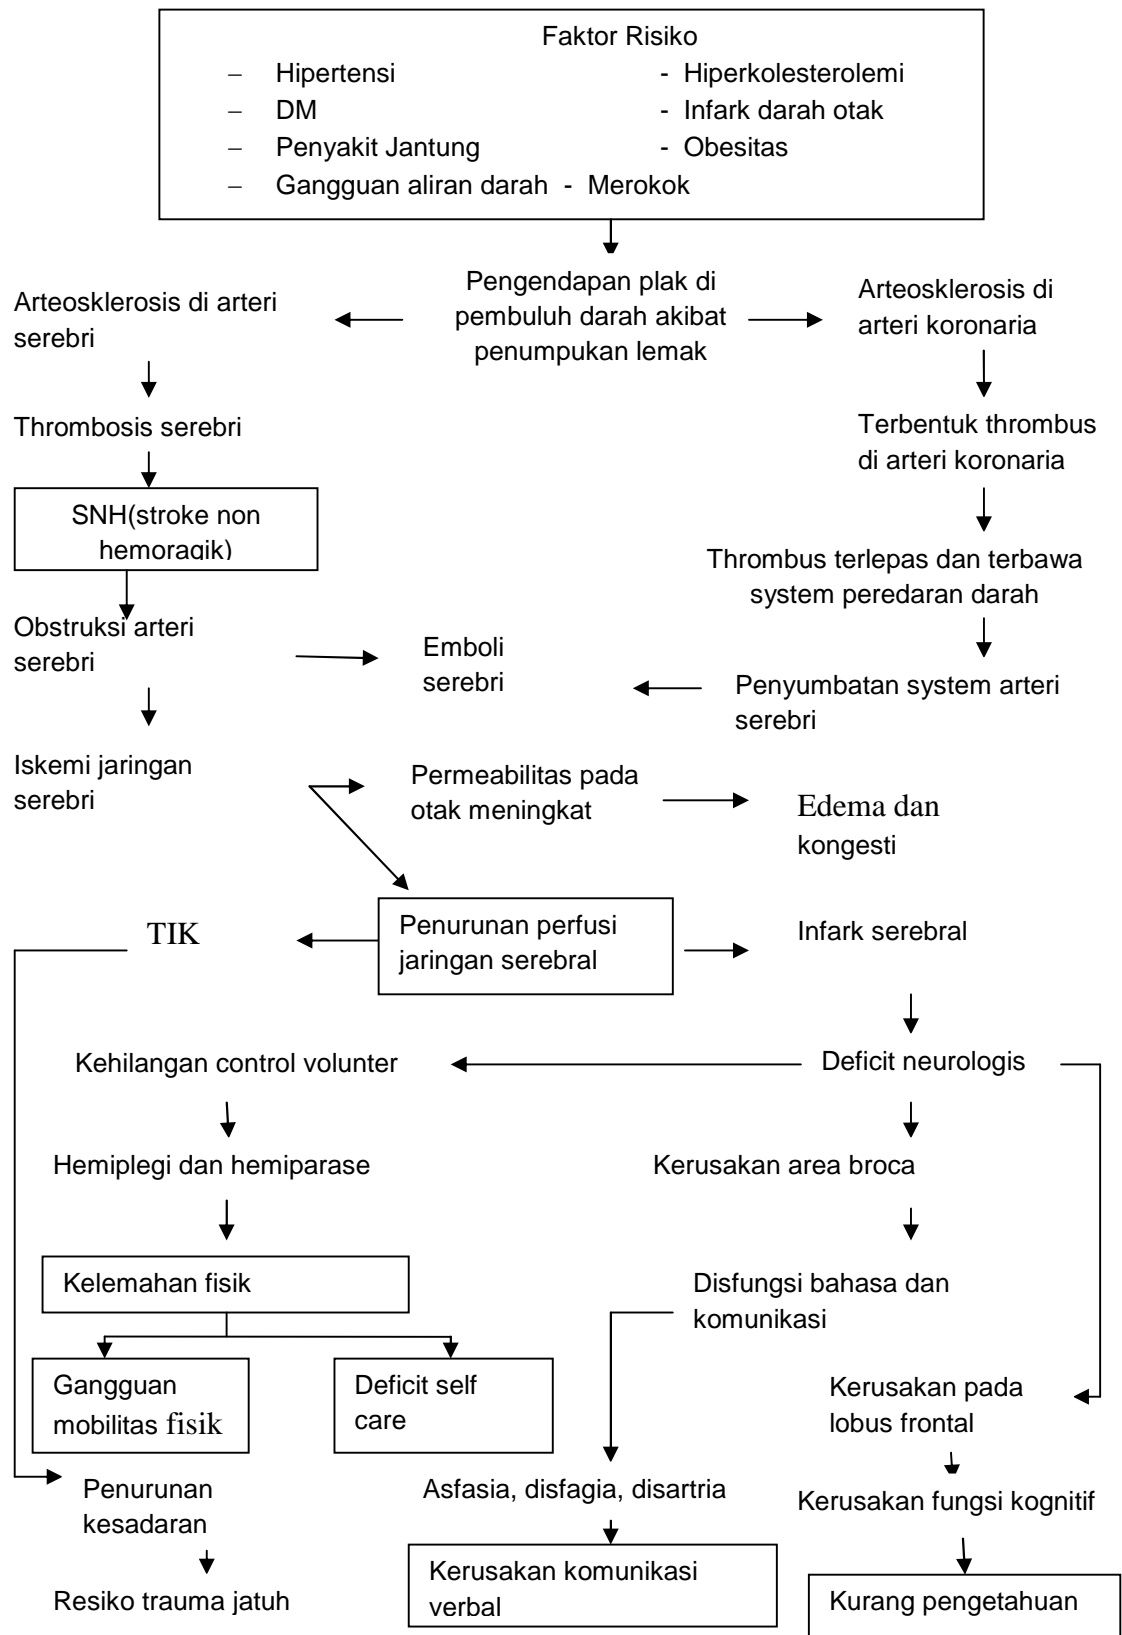 Faktor Risiko
– Hipertensi - Hiperkolesterolemi
– DM - Infark darah otak
– Penyakit Jantung - Obesitas
– Gangguan aliran darah - Merokok
Arteosklerosis di arteri
serebri
Pengendapan plak di
pembuluh darah akibat
penumpukan lemak
Arteosklerosis di
arteri koronaria
Thrombosis serebri
Terbentuk thrombus
di arteri koronaria
SNH(stroke non
hemoragik)
Thrombus terlepas dan terbawa
system peredaran darah
Obstruksi arteri
serebri
Emboli
serebri
Penyumbatan system arteri
serebri
Iskemi jaringan
serebri
Permeabilitas pada
otak meningkat
Edema dan
kongesti
TIK
Penurunan perfusi
jaringan serebral
Infark serebral
Kehilangan control volunter
Deficit neurologis
Hemiplegi dan hemiparase
Kerusakan area broca
Kelemahan fisik
Disfungsi bahasa dan
komunikasi
Gangguan
mobilitas fisik
Deficit self
care
Kerusakan pada
lobus frontal
Penurunan
kesadaran
Asfasia, disfagia, disartria
Kerusakan fungsi kognitif
Resiko trauma jatuh
Kerusakan komunikasi
verbal
Kurang pengetahuan